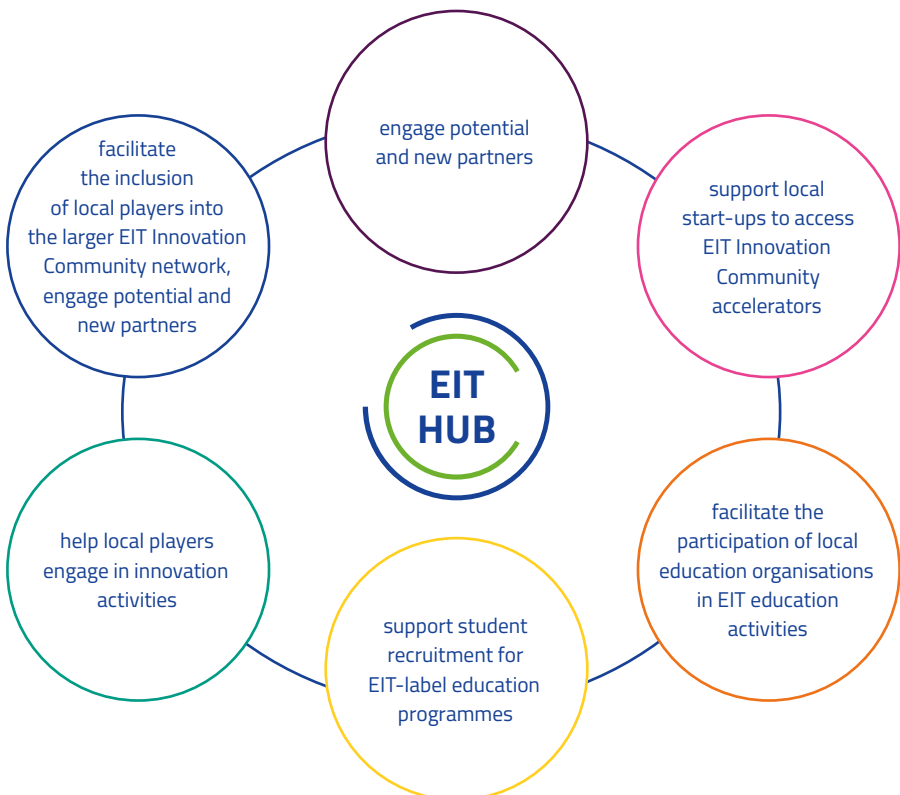 engage potential
and new partners
facilitate
the inclusion
of local players into
the larger EIT Innovation
Community network,
engage potential and
new partners
support local
start-ups to access
EIT Innovation
Community
accelerators
EIT
HUB
help local players
engage in innovation
activities
facilitate the
participation of local
education organisations
in EIT education
activities
support student
recruitment for
EIT-label education
programmes